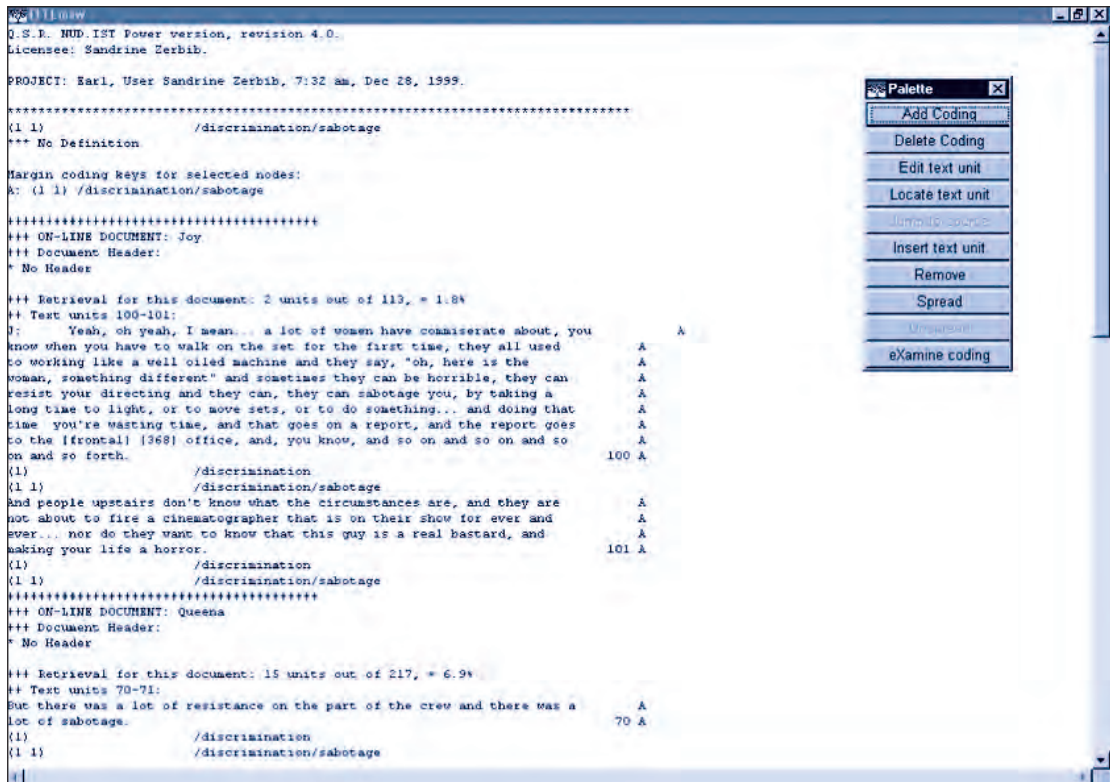 (1 1).naw
Q.S.R. NUD.IST Power version, revision 4.0.
Licensee: Sandrine Zerbib.
PROJECT: Earl, User Sandrine Zerbib, 7:32 am, Dec 28, 1999.
********************************************************************************
(1 1) /discrimination/sabotage
*** No Definition
Margin coding keys for selected nodes:
A: (1 1) /discrimination/sabotage
++++++++++++++++++++++++++++++++++++++++
+++ ON-LINE DOCUMENT: Joy
+++ Document Header:
* No Header
+++ Retrieval for this document: 2 units out of 113, = 1.8%
++ Text units 100-101:
J: Yeah, oh yeah, I mean... a lot of women have commiserate about, you A
know when you have to walk on the set for the first time, they all used A
to working like a well oiled machine and they say, "oh, here is the A
woman, something different" and sometimes they can be horrible, they can A
resist your directing and they can, they can sabotage you, by taking a A
long time to light, or to move sets, or to do something... and doing that A
time you're wasting time, and that goes on a report, and the report goes A
to the [frontal] [368] office, and, you know, and so on and so on and so A
on and so forth. 100 A
(1) /discrimination
(1 1) /discrimination/sabotage
And people upstairs don't know what the circumstances are, and they are A
not about to fire a cinematographer that is on their show for ever and A
ever... nor do they want to know that this guy is a real bastard, and A
making your life a horror. 101 A
(1) /discrimination
(1 1) /discrimination/sabotage
++++++++++++++++++++++++++++++++++++++++
+++ ON-LINE DOCUMENT: Queena
+++ Document Header:
* No Header
+++ Retrieval for this document: 15 units out of 217, = 6.9%
++ Text units 70-71:
But there was a lot of resistance on the part of the crew and there was a A
lot of sabotage. 70 A
(1) /discrimination
(1 1) /discrimination/sabotage
Palette
Add Coding
Delete Coding
Edit text unit
Locate text unit
Jump to source
Insert text unit
Remove
Spread
eXamine coding